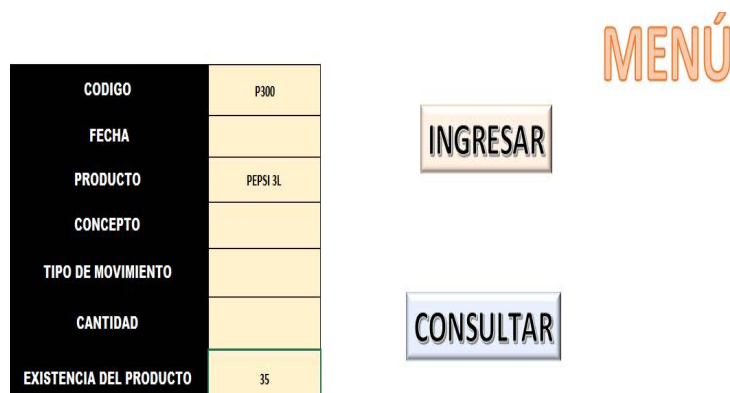 MENÚ
CODIGO P300
FECHA
PRODUCTO PEPSI 3L
CONCEPTO
TIPO DE MOVIMIENTO
CANTIDAD
EXISTENCIA DEL PRODUCTO 35
INGRESAR
CONSULTAR